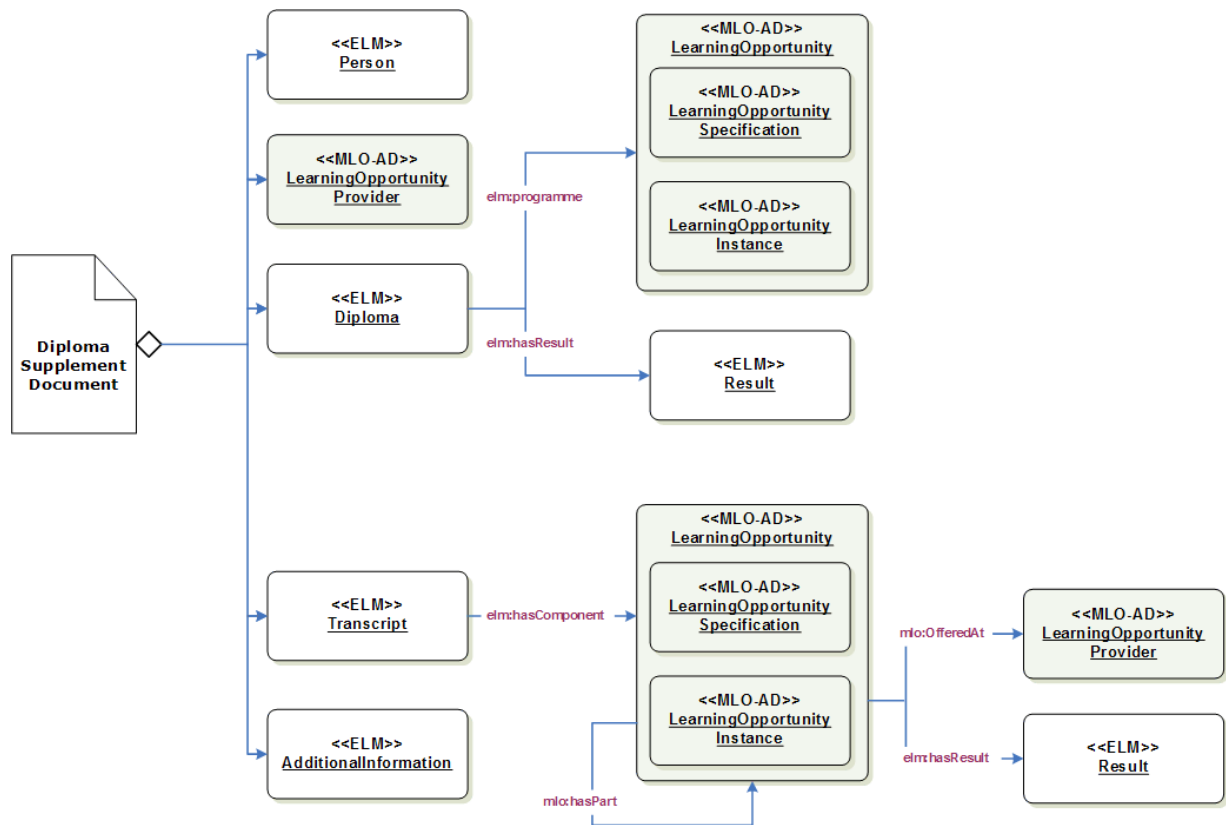 <<ELM>>
Person
<<MLO-AD>>
LearningOpportunity
Provider
Diploma
Supplement
Document
<<ELM>>
Diploma
elm:programme
elm:hasResult
<<MLO-AD>>
LearningOpportunity
<<MLO-AD>>
LearningOpportunity
Specification
<<MLO-AD>>
LearningOpportunity
Instance
<<ELM>>
Result
<<ELM>>
Transcript
elm:hasComponent
<<MLO-AD>>
LearningOpportunity
<<MLO-AD>>
LearningOpportunity
Specification
<<MLO-AD>>
LearningOpportunity
Instance
mlo:hasPart
mlo:OfferedAt
<<MLO-AD>>
LearningOpportunity
Provider
elm:hasResult
<<ELM>>
Result
<<ELM>>
AdditionalInformation